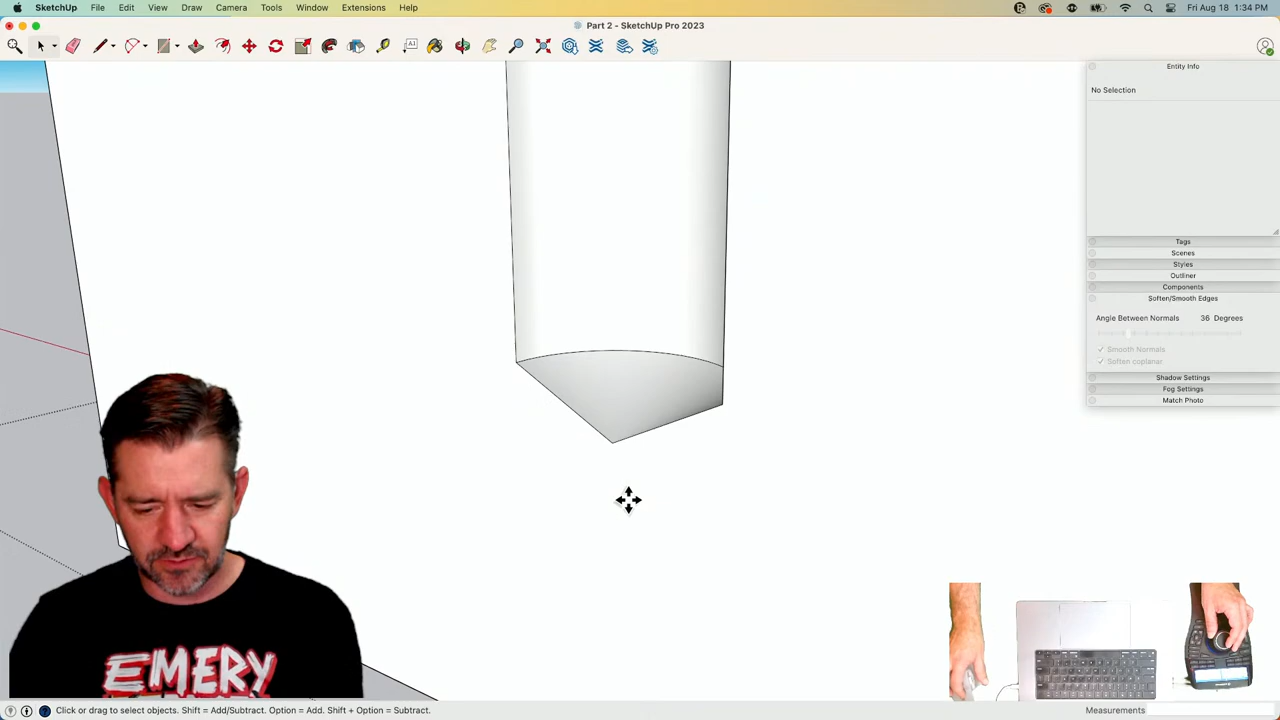 SketchUp File Edit View Draw Camera Tools Window Extensions Help
Fri Aug 18 1:34 PM
Part 2 - SketchUp Pro 2023
Entity Info
No Selection
Tags
Scenes
Styles
Outliner
Components
Soften/Smooth Edges
Angle Between Normals 36 Degrees
Smooth Normals
Soften coplanar
Shadow Settings
Fog Settings
Match Photo
EMERY
Click or drag to select objects. Shift = Add/Subtract. Option = Add. Shift + Option = Subtract.
Measurements